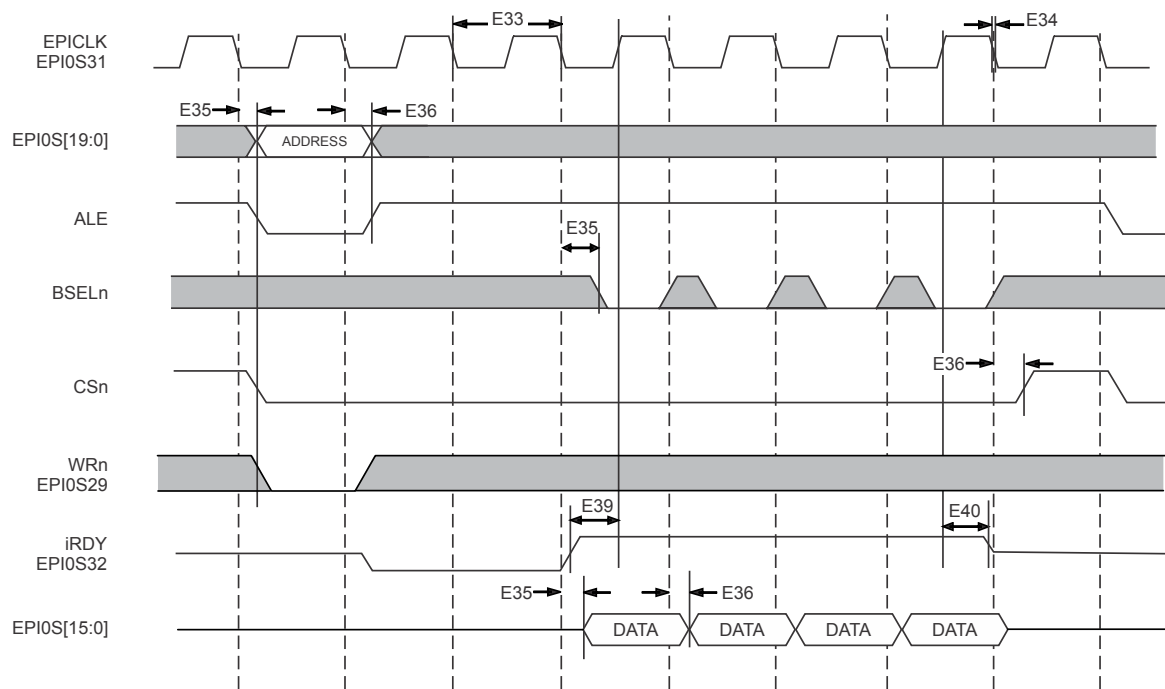 E33
E34
EPICLK
EPI0S31
E35
E36
EPI0S[19:0]
ADDRESS
ALE
E35
BSELn
E36
CSn
WRn
EPI0S29
E39
E40
iRDY
EPI0S32
E35
E36
EPI0S[15:0]
DATA
DATA
DATA
DATA